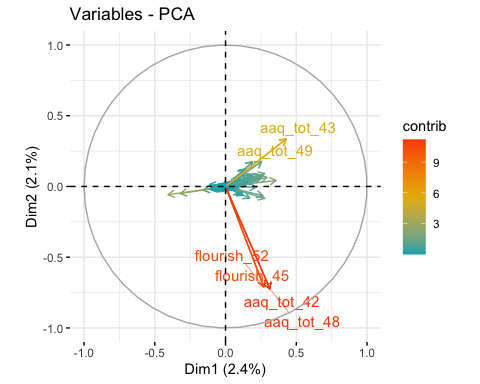 Variables - PCA
1.0
0.5
0.0
-0.5
-1.0
Dim2 (2.1%)
aaq_tot_43
aaq_tot_49
flourish_52
flourish_45
aaq_tot_42
aaq_tot_48
-1.0
-0.5
0.0
0.5
1.0
Dim1 (2.4%)
contrib
9
6
3